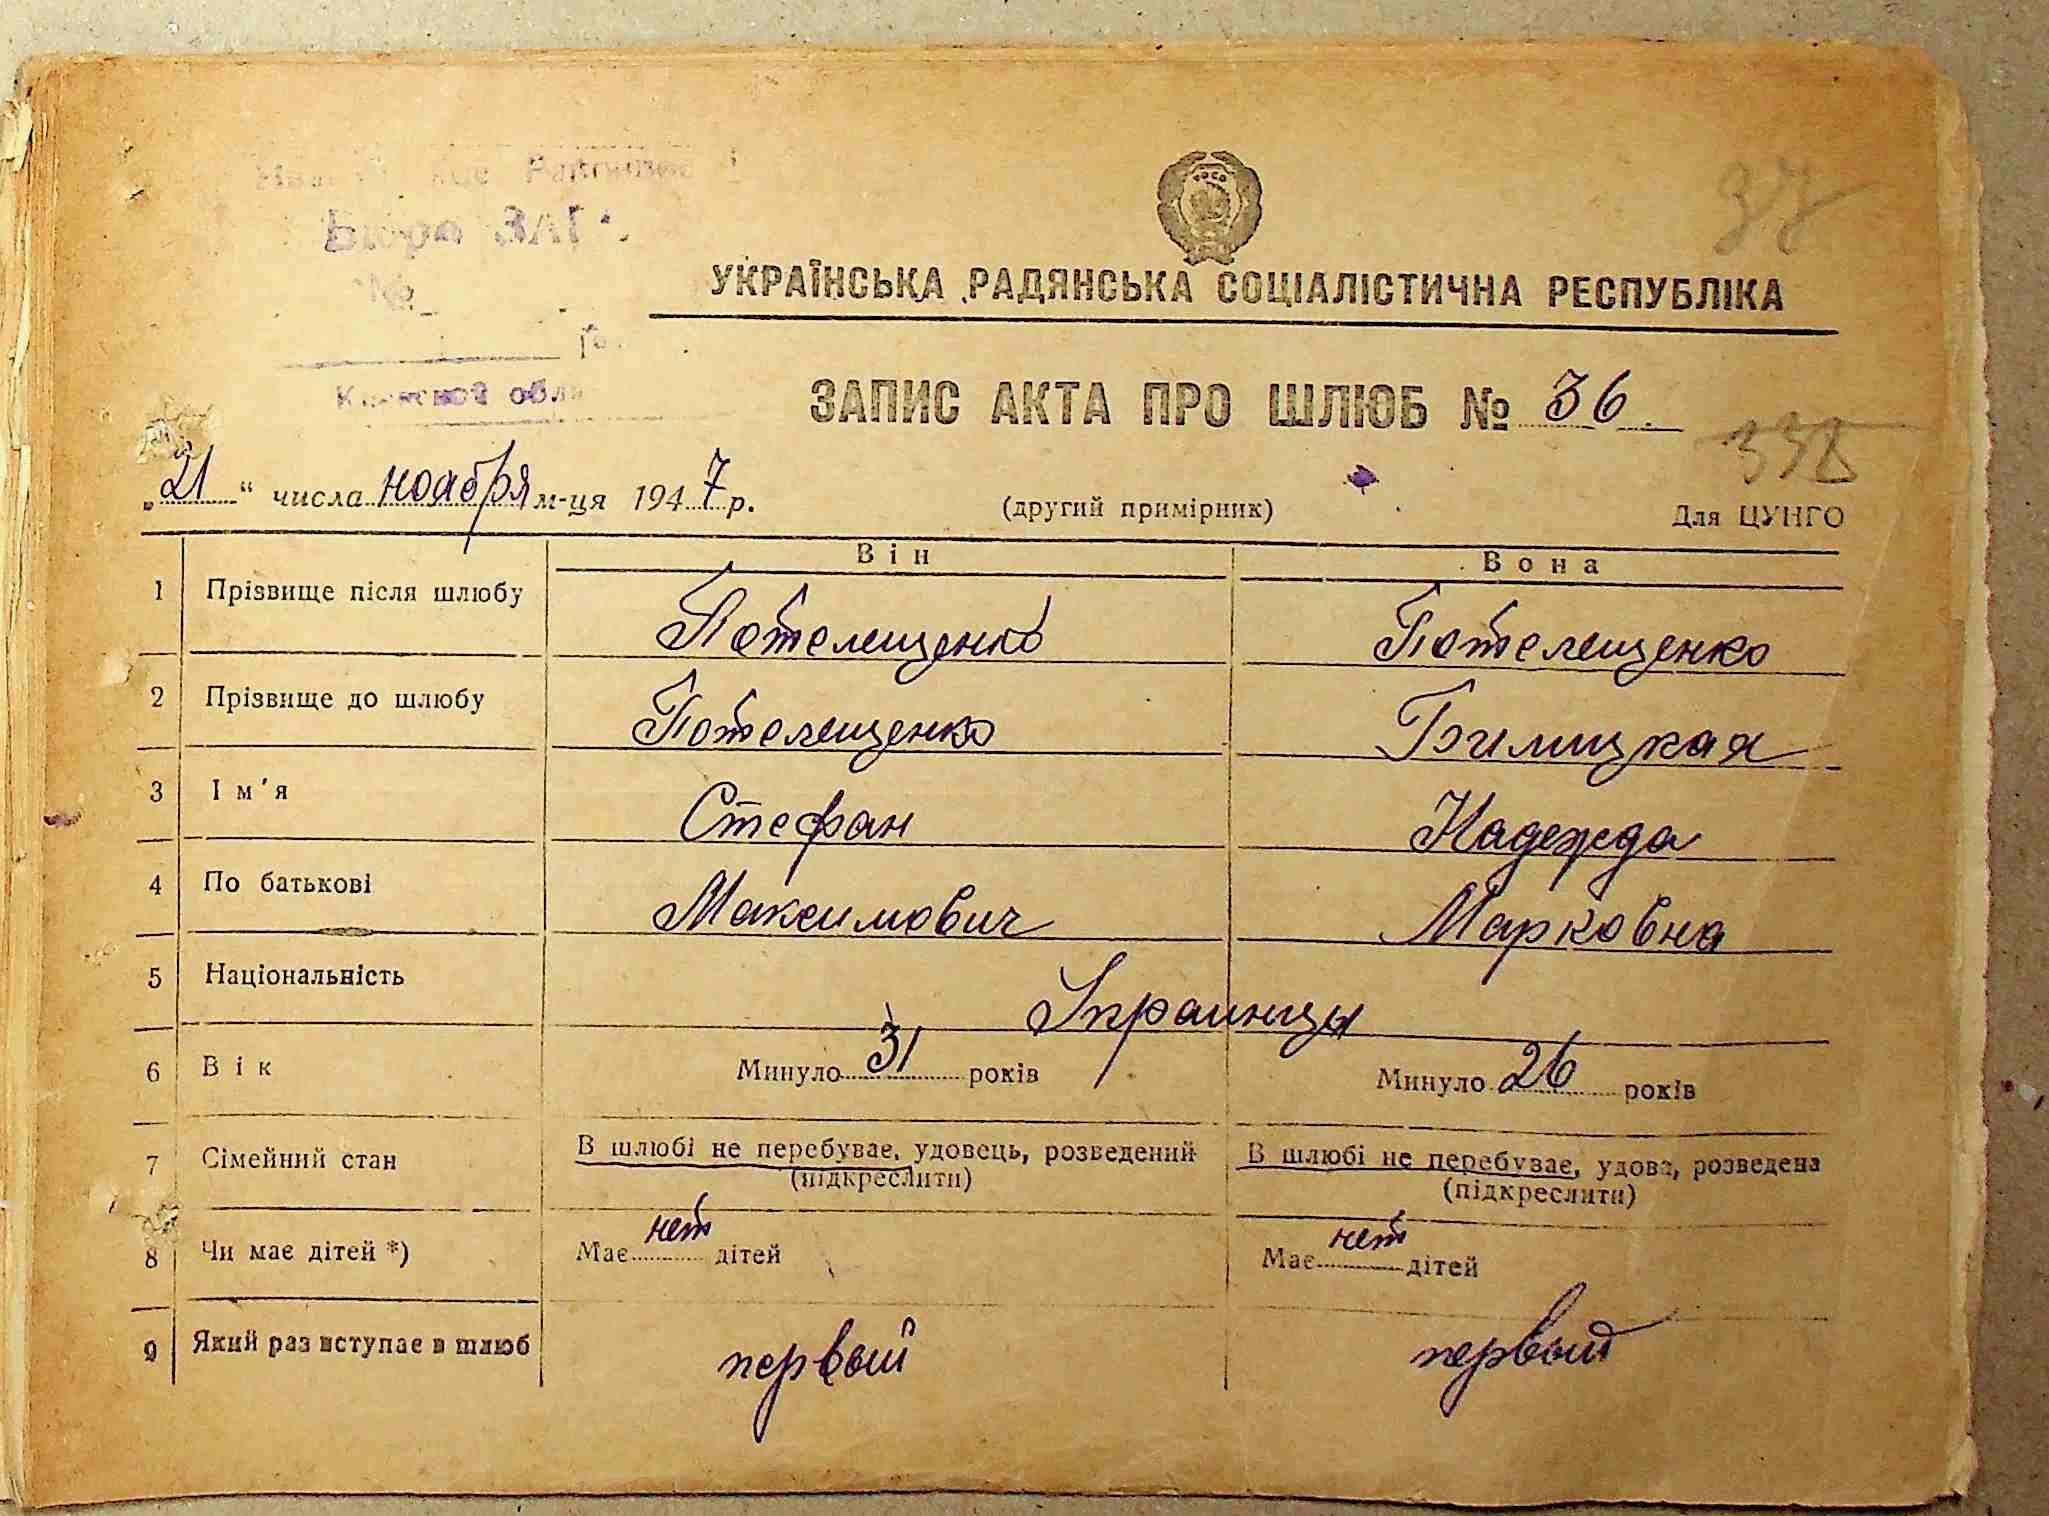 37
Бюро ЗАГС
№
УКРАЇНСЬКА РАДЯНСЬКА СОЦІАЛІСТИЧНА РЕСПУБЛІКА
ЗАПИС АКТА ПРО ШЛЮБ № 36
338
„21“ числа ноября м-ця 1947 р.
(другий примірник)
Для ЦУНГО
Він Вона
1 Прізвище після шлюбу Потелещенко Потелещенко
2 Прізвище до шлюбу Потелещенко Билицкая
3 Ім'я Стефан Надежда
4 По батькові Максимович Марковна
5 Національність Украинцы
6 Вік Минуло 31 років Минуло 26 років
7 Сімейний стан В шлюбі не перебуває, удовець, розведений В шлюбі не перебуває, удова, розведена
(підкреслити) (підкреслити)
8 Чи має дітей *) Має нет дітей Має нет дітей
9 Який раз вступає в шлюб первый первый